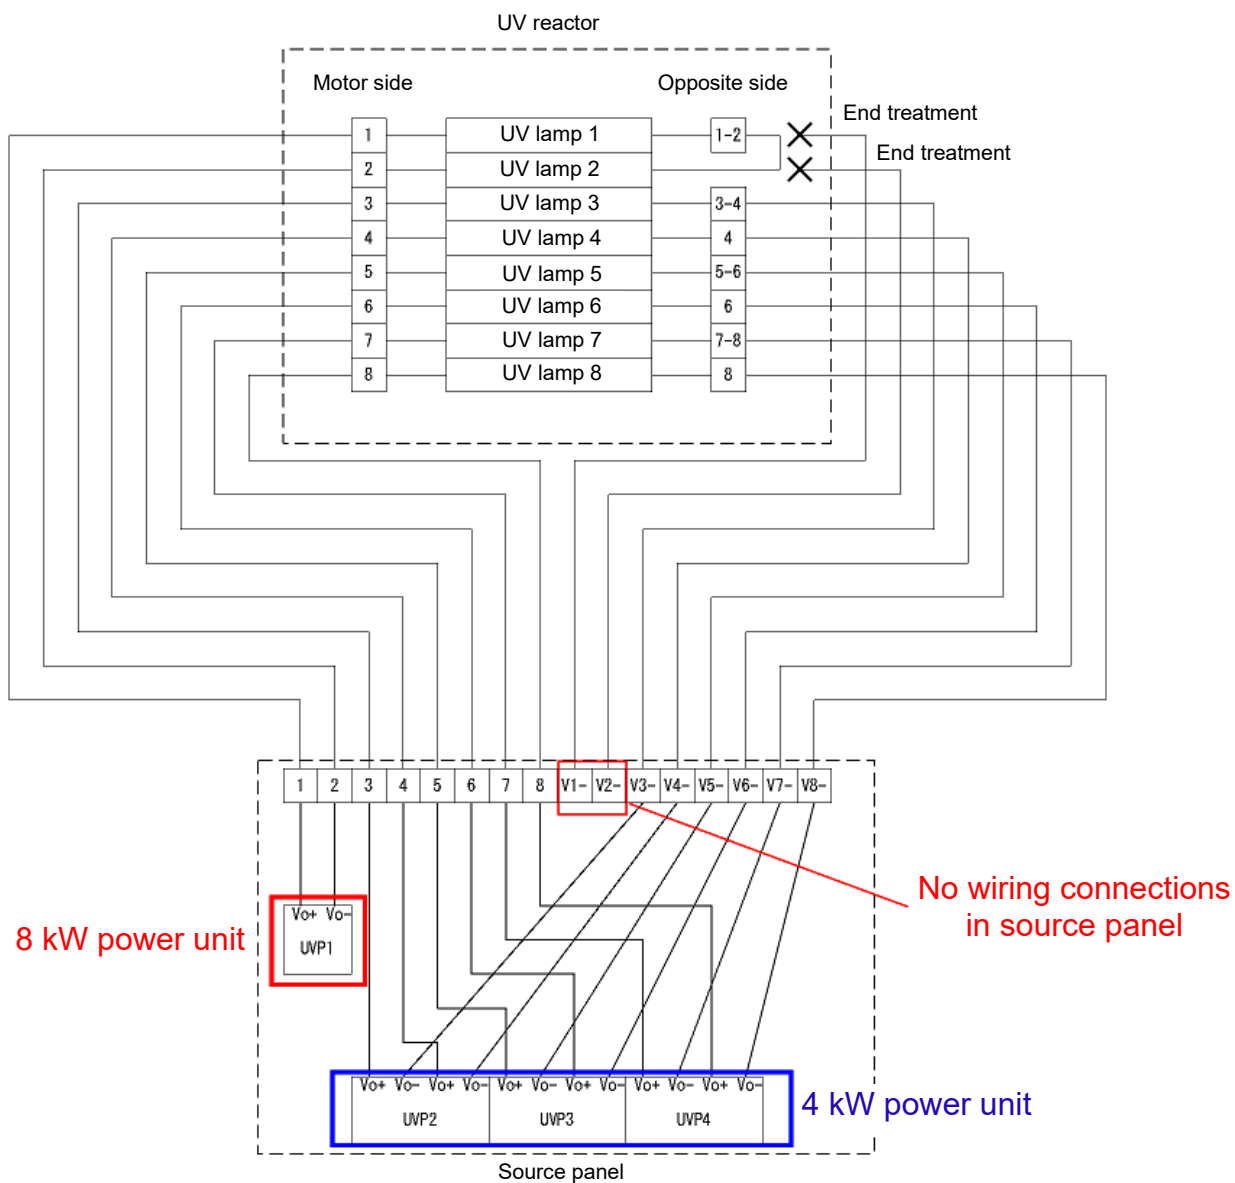 UV reactor
Motor side
Opposite side
End treatment
1 UV lamp 1 1-2
End treatment
2 UV lamp 2
3 UV lamp 3 3-4
4 UV lamp 4 4
5 UV lamp 5 5-6
6 UV lamp 6 6
7 UV lamp 7 7-8
8 UV lamp 8 8
1 2 3 4 5 6 7 8 V1- V2- V3- V4- V5- V6- V7- V8-
No wiring connections
in source panel
Vo+ Vo-
UVP1
8 kW power unit
Vo+ Vo- Vo+ Vo- Vo+ Vo- Vo+ Vo- Vo+ Vo- Vo+ Vo-
UVP2 UVP3 UVP4
4 kW power unit
Source panel